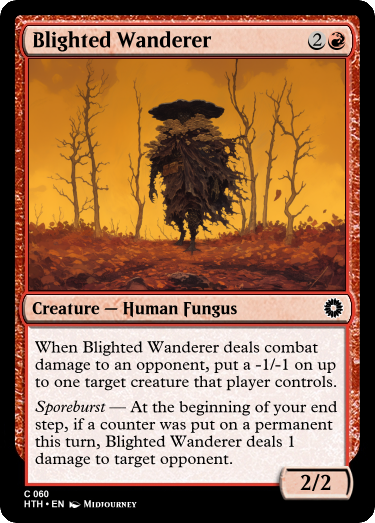 Blighted Wanderer 2
Creature — Human Fungus
When Blighted Wanderer deals combat
damage to an opponent, put a -1/-1 on up
to one target creature that player controls.
Sporeburst — At the beginning of your end
step, if a counter was put on a permanent
this turn, Blighted Wanderer deals 1
damage to target opponent.
2/2
C 060
HTH • EN Midjourney